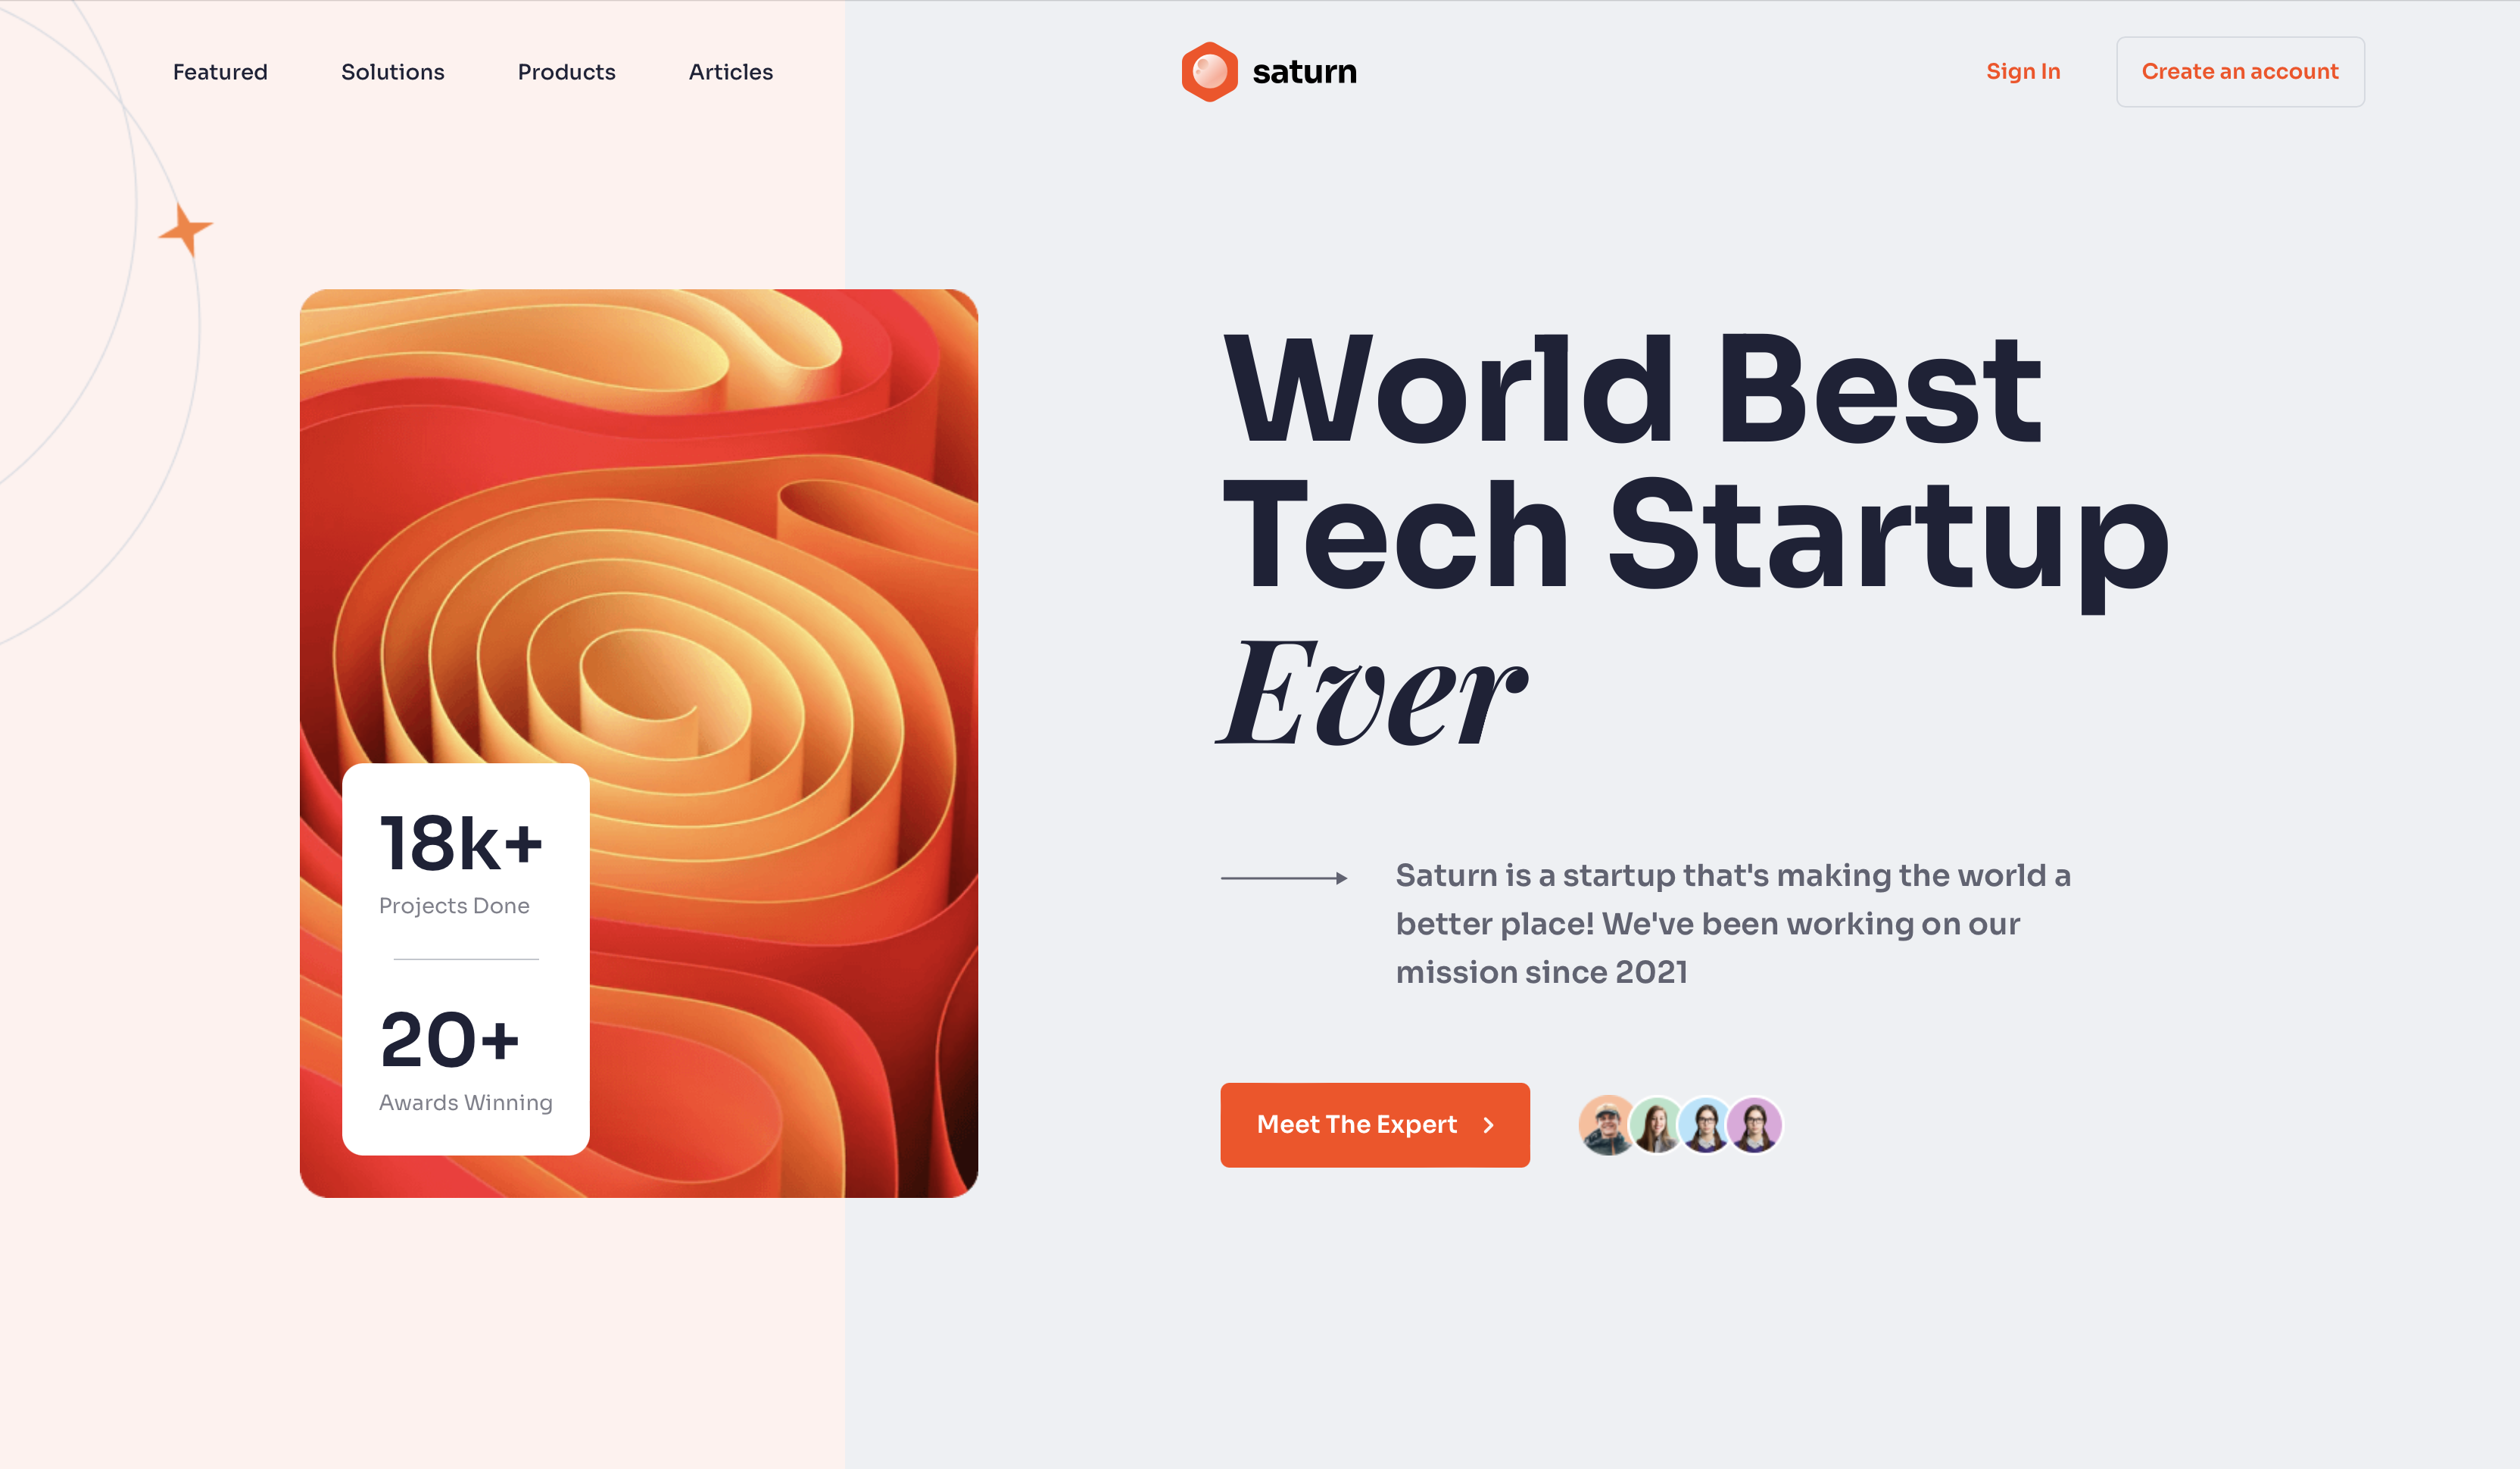 Featured
Solutions
Products
Articles
saturn
Sign In
Create an account
World Best
Tech Startup
Ever
18k+
Projects Done
20+
Awards Winning
Saturn is a startup that's making the world a
better place! We've been working on our
mission since 2021
Meet The Expert